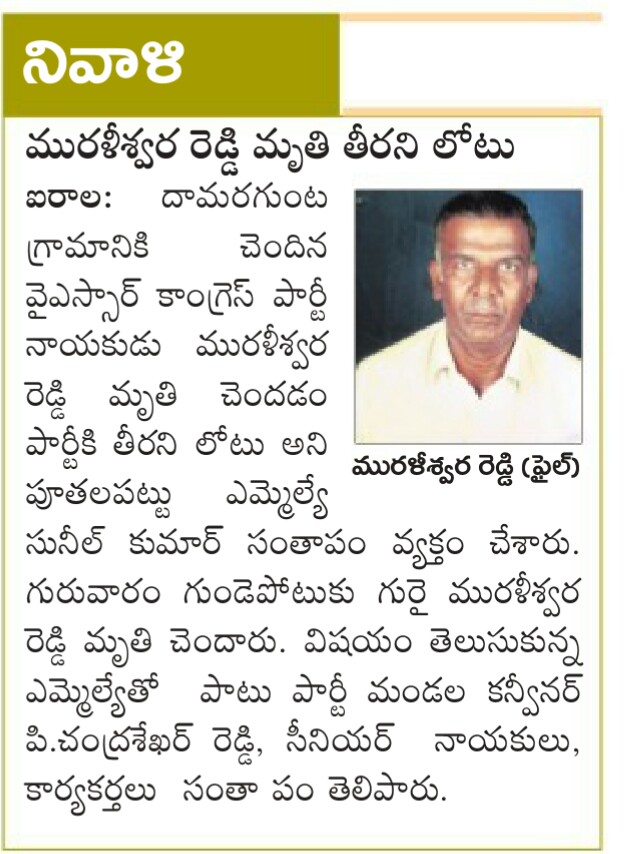 నివాళి
మురళీశ్వర రెడ్డి మృతి తీరని లోటు
ఐరాల: దామరగుంట
గ్రామానికి చెందిన
వైఎస్సార్ కాంగ్రెస్ పార్టీ
నాయకుడు మురళీశ్వర
రెడ్డి మృతి చెందడం
పార్టీకి తీరని లోటు అని
పూతలపట్టు ఎమ్మెల్యే
మురళీశ్వర రెడ్డి (ఫైల్)
సునీల్ కుమార్ సంతాపం వ్యక్తం చేశారు.
గురువారం గుండెపోటుకు గురై మురళీశ్వర
రెడ్డి మృతి చెందారు. విషయం తెలుసుకున్న
ఎమ్మెల్యేతో పాటు పార్టీ మండల కన్వీనర్
పి.చంద్రశేఖర్ రెడ్డి, సీనియర్ నాయకులు,
కార్యకర్తలు సంతా పం తెలిపారు.